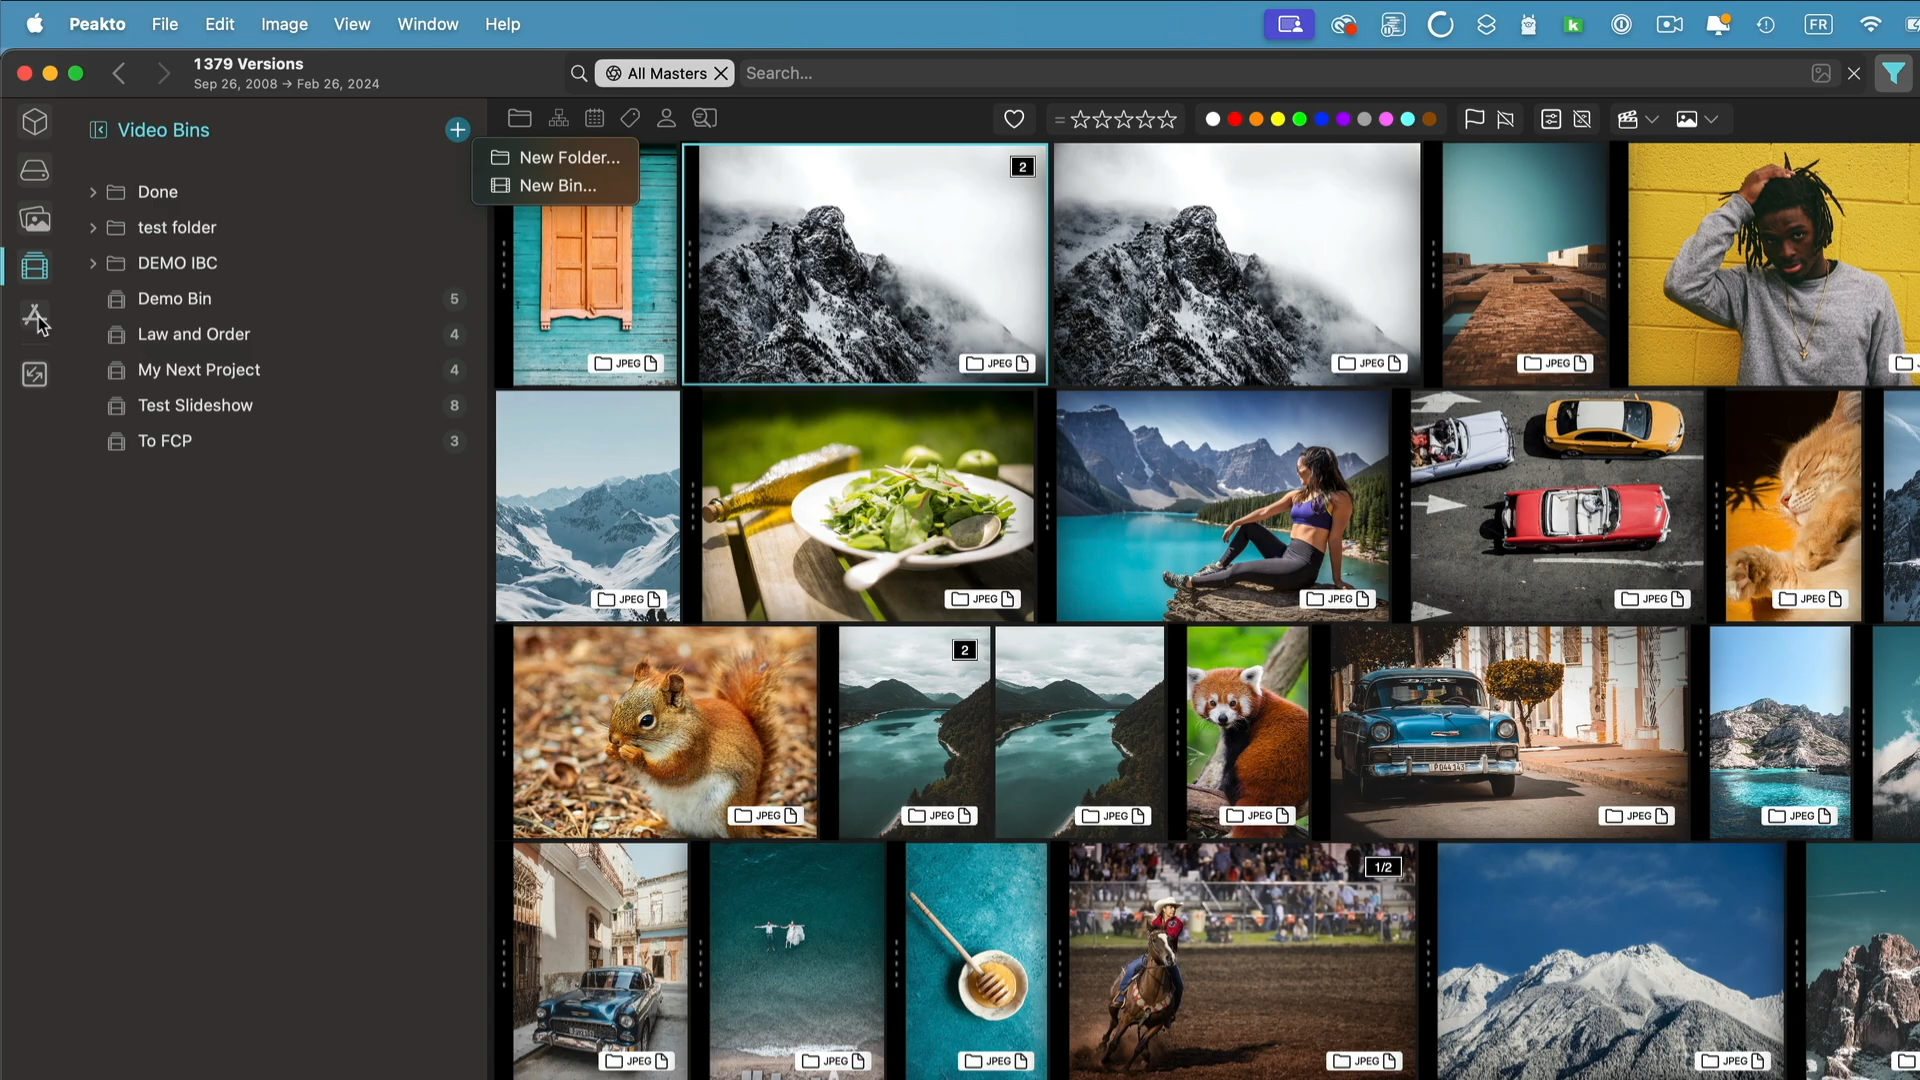 Peakto File Edit Image View Window Help
k FR
1379 Versions
Sep 26, 2008 → Feb 26, 2024
All Masters Search...
Video Bins
New Folder...
New Bin...
Done
test folder
DEMO IBC
Demo Bin 5
Law and Order 4
My Next Project 4
Test Slideshow 8
To FCP 3
2
JPEG JPEG JPEG JPEG
JPEG JPEG JPEG JPEG JPEG
2
P044143
JPEG JPEG JPEG JPEG JPEG JPEG
1/2
JPEG JPEG JPEG JPEG JPEG